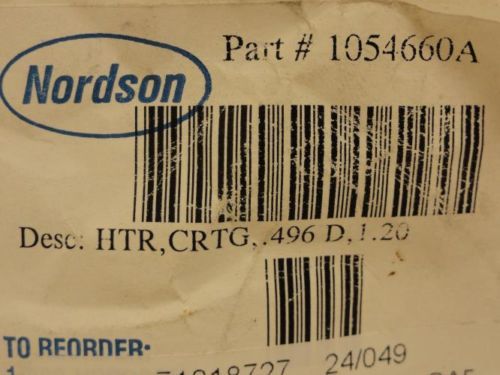 Nordson
Part # 1054660A
Desc: HTR,CRTG,.496 D,1.20
TO REORDER:
24/049